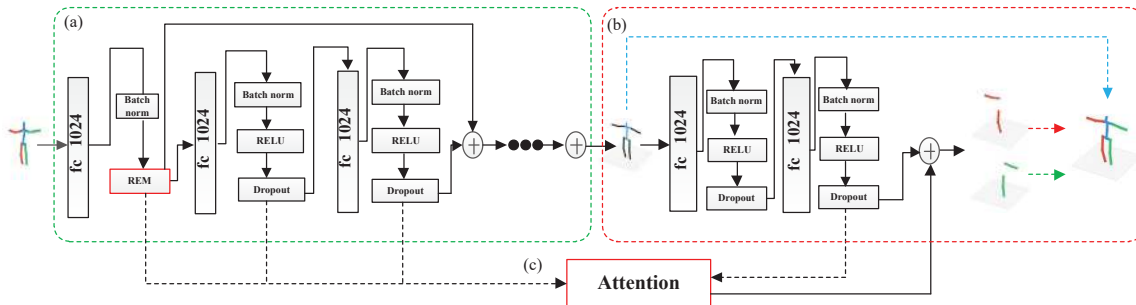 (a)
fc 1024
Batch
norm
REM
fc 1024
Batch norm
RELU
Dropout
fc 1024
Batch norm
RELU
Dropout
(b)
fc 1024
Batch norm
RELU
Dropout
fc 1024
Batch norm
RELU
Dropout
(c)
Attention